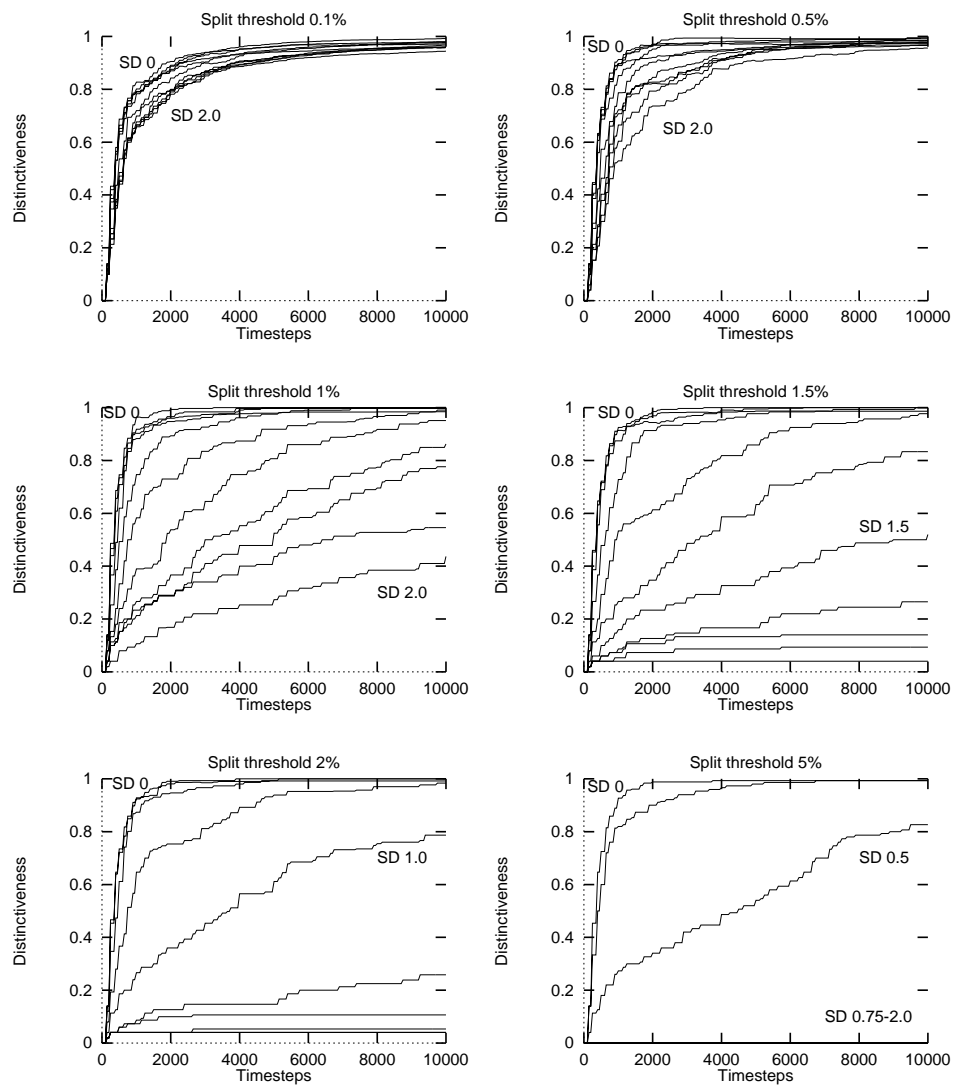 Split threshold 0.1%
Distinctiveness
1
0.8
0.6
0.4
0.2
0
SD 0
SD 2.0
0 2000 4000 6000 8000 10000
Timesteps
Split threshold 0.5%
Distinctiveness
1
0.8
0.6
0.4
0.2
0
SD 0
SD 2.0
0 2000 4000 6000 8000 10000
Timesteps
Split threshold 1%
Distinctiveness
1
0.8
0.6
0.4
0.2
0
SD 0
SD 2.0
0 2000 4000 6000 8000 10000
Timesteps
Split threshold 1.5%
Distinctiveness
1
0.8
0.6
0.4
0.2
0
SD 0
SD 1.5
0 2000 4000 6000 8000 10000
Timesteps
Split threshold 2%
Distinctiveness
1
0.8
0.6
0.4
0.2
0
SD 0
SD 1.0
0 2000 4000 6000 8000 10000
Timesteps
Split threshold 5%
Distinctiveness
1
0.8
0.6
0.4
0.2
0
SD 0
SD 0.5
SD 0.75-2.0
0 2000 4000 6000 8000 10000
Timesteps